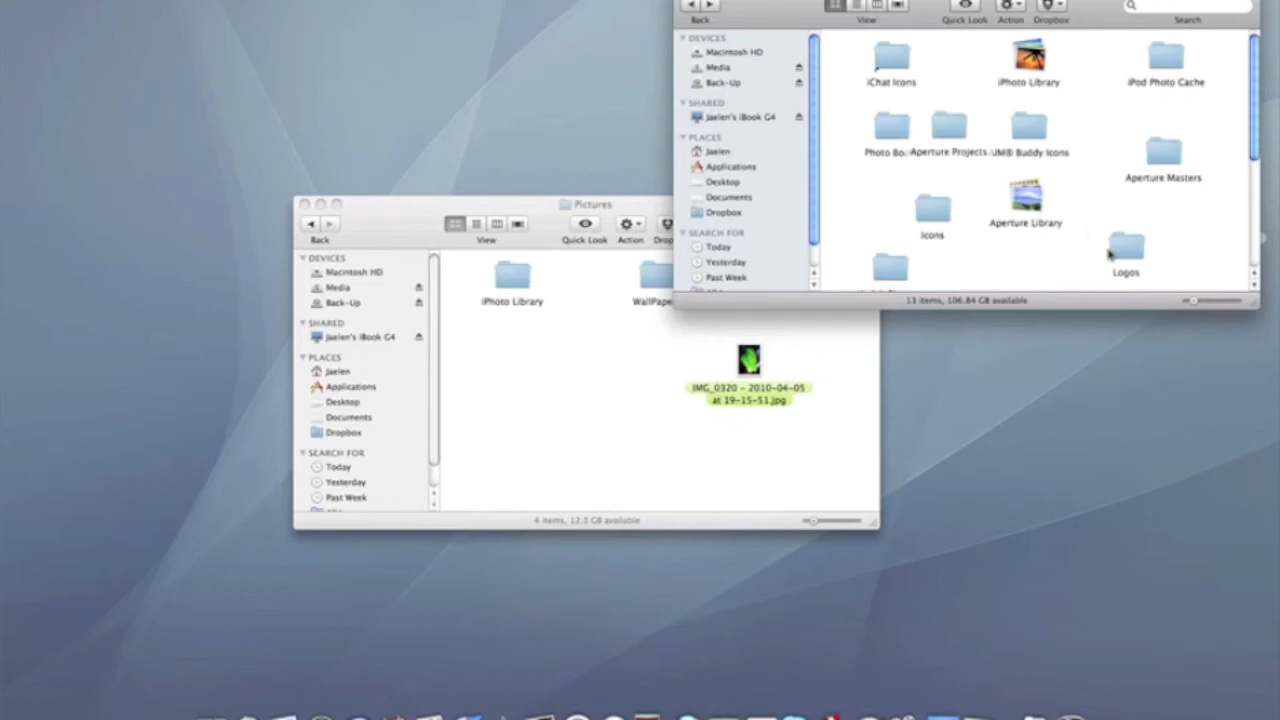 Back
View
Quick Look
Action
Dropbox
Search
DEVICES
Macintosh HD
Media
Back-Up
SHARED
Jaelen's iBook G4
PLACES
Jaelen
Applications
Desktop
Documents
Dropbox
SEARCH FOR
Today
Yesterday
Past Week
iChat Icons
iPhoto Library
iPod Photo Cache
Photo Bo
Aperture Projects
UM® Buddy Icons
Aperture Masters
Icons
Aperture Library
Logos
13 items, 106.84 GB available
Pictures
Back
View
Quick Look
Action
Drop
DEVICES
Macintosh HD
Media
Back-Up
SHARED
Jaelen's iBook G4
PLACES
Jaelen
Applications
Desktop
Documents
Dropbox
SEARCH FOR
Today
Yesterday
Past Week
iPhoto Library
WallPape
IMG_0320 - 2010-04-05
at 19-15-51.jpg
4 items, 12.3 GB available